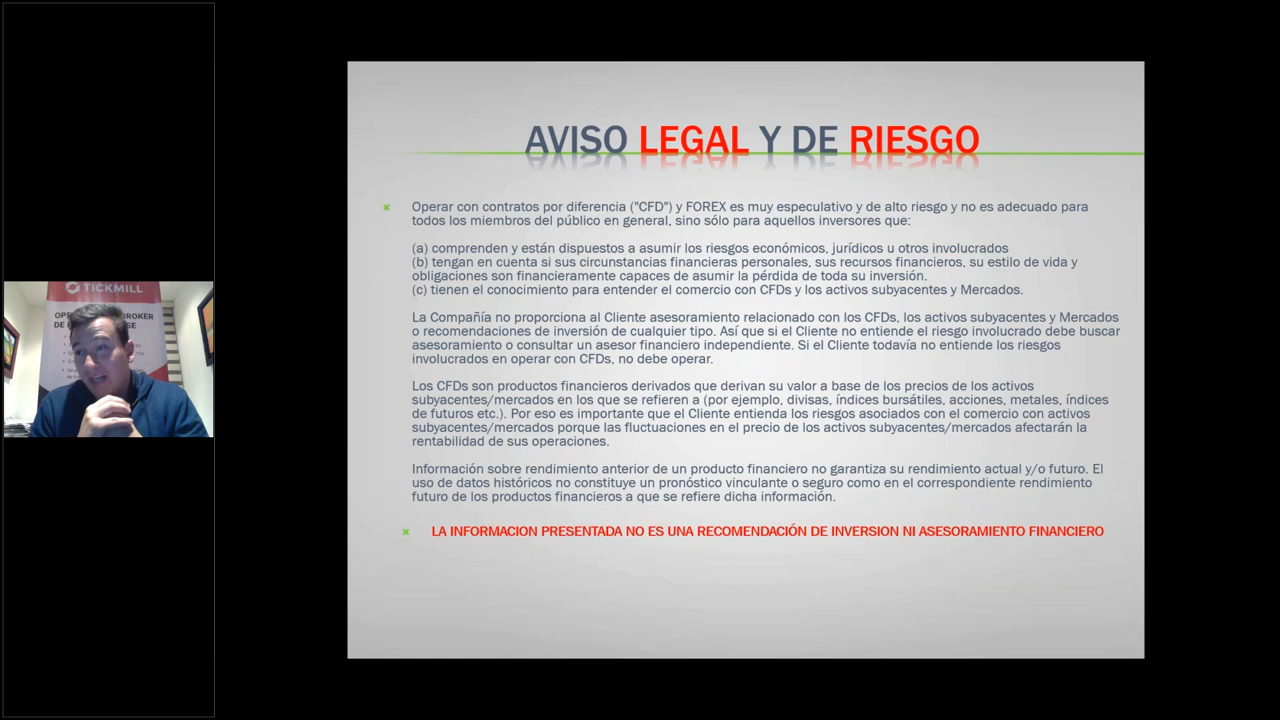 AVISO LEGAL Y DE RIESGO
Operar con contratos por diferencia ("CFD") y FOREX es muy especulativo y de alto riesgo y no es adecuado para
todos los miembros del público en general, sino sólo para aquellos inversores que:
(a) comprenden y están dispuestos a asumir los riesgos económicos, jurídicos u otros involucrados
(b) tengan en cuenta si sus circunstancias financieras personales, sus recursos financieros, su estilo de vida y
obligaciones son financieramente capaces de asumir la pérdida de toda su inversión.
(c) tienen el conocimiento para entender el comercio con CFDs y los activos subyacentes y Mercados.
La Compañía no proporciona al Cliente asesoramiento relacionado con los CFDs, los activos subyacentes y Mercados
o recomendaciones de inversión de cualquier tipo. Así que si el Cliente no entiende el riesgo involucrado debe buscar
asesoramiento o consultar un asesor financiero independiente. Si el Cliente todavía no entiende los riesgos
involucrados en operar con CFDs, no debe operar.
Los CFDs son productos financieros derivados que derivan su valor a base de los precios de los activos
subyacentes/mercados en los que se refieren a (por ejemplo, divisas, índices bursátiles, acciones, metales, índices
de futuros etc.). Por eso es importante que el Cliente entienda los riesgos asociados con el comercio con activos
subyacentes/mercados porque las fluctuaciones en el precio de los activos subyacentes/mercados afectarán la
rentabilidad de sus operaciones.
Información sobre rendimiento anterior de un producto financiero no garantiza su rendimiento actual y/o futuro. El
uso de datos históricos no constituye un pronóstico vinculante o seguro como en el correspondiente rendimiento
futuro de los productos financieros a que se refiere dicha información.
LA INFORMACION PRESENTADA NO ES UNA RECOMENDACIÓN DE INVERSION NI ASESORAMIENTO FINANCIERO
TICKMILL